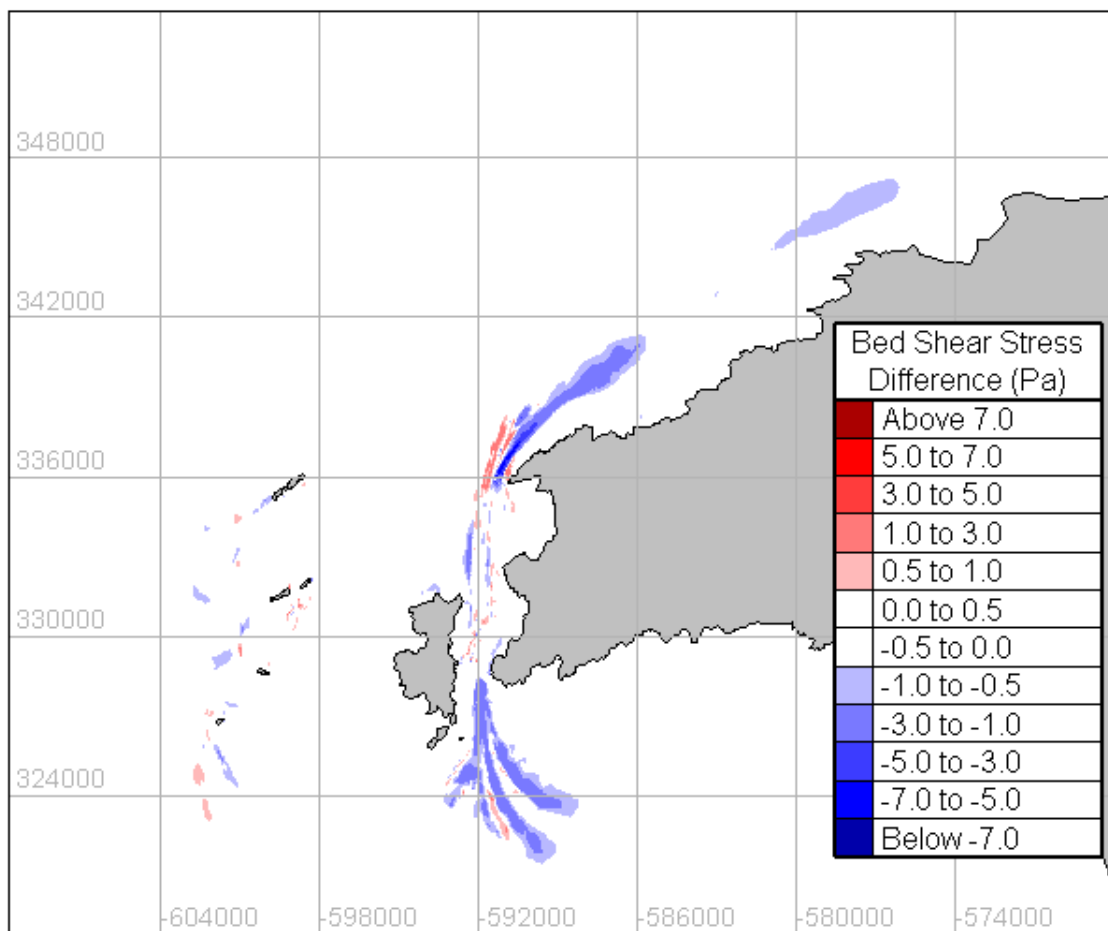 348000
342000
336000
330000
324000
-604000
-598000
-592000
-586000
-580000
-574000
Bed Shear Stress
Difference (Pa)
Above 7.0
5.0 to 7.0
3.0 to 5.0
1.0 to 3.0
0.5 to 1.0
0.0 to 0.5
-0.5 to 0.0
-1.0 to -0.5
-3.0 to -1.0
-5.0 to -3.0
-7.0 to -5.0
Below -7.0